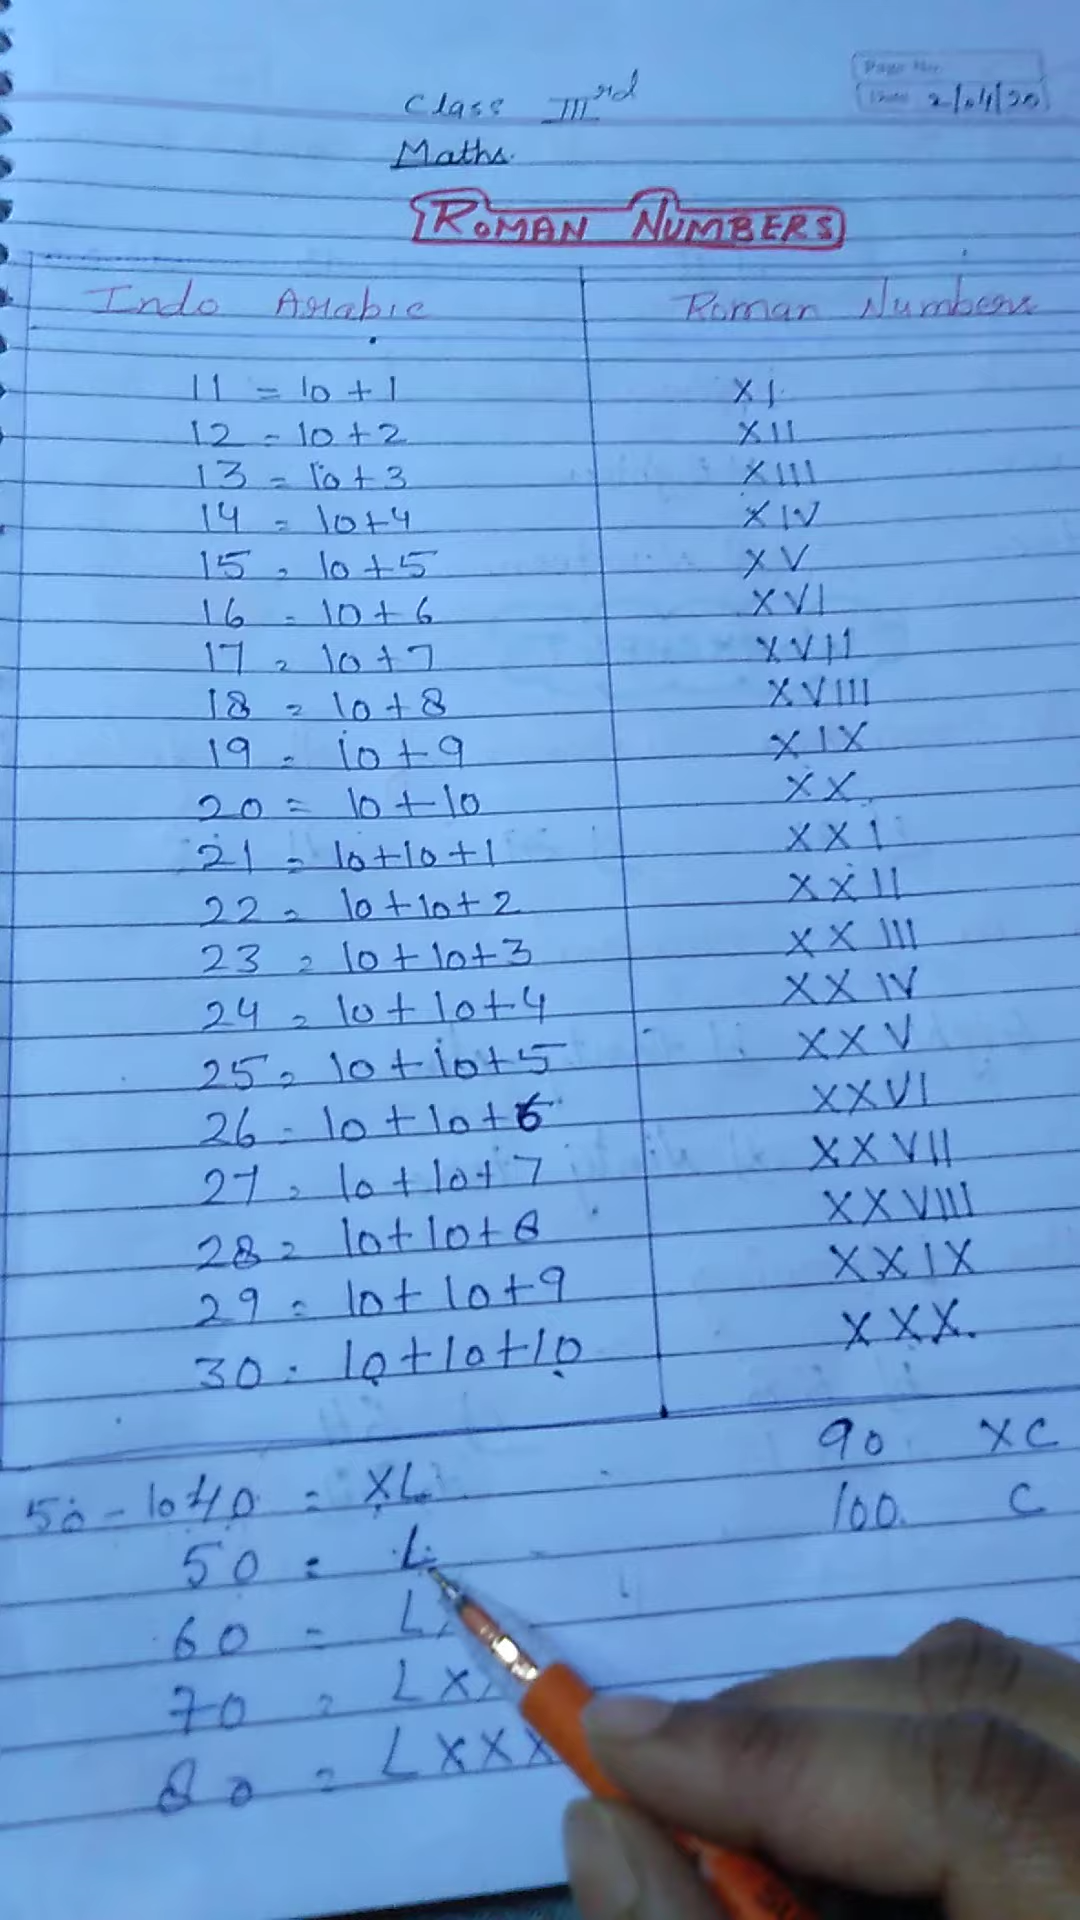 Page No.
Date 2/04/20
Class IIIrd
Maths.
ROMAN NUMBERS
Indo Arabic Roman Numbers
11 = 10+1 XI.
12 = 10+2 XII
13 = 10+3 XIII
14 = 10+4 XIV
15 = 10+5 XV
16 = 10+6 XVI
17 = 10+7 XVII
18 = 10+8 XVIII
19 = 10+9 XIX
20 = 10+10 XX.
21 = 10+10+1 XXI
22 = 10+10+2 XXII
23 = 10+10+3 XXIII
24 = 10+10+4 XXIV
25 = 10+10+5 XXV
26 = 10+10+6 XXVI
27 = 10+10+7 XXVII
28 = 10+10+8 XXVIII
29 = 10+10+9 XXIX
30 = 10+10+10 XXX.
90 XC
50-10 40 = XL
100. C
50 = L
60 =
70 =
80 = LXXX